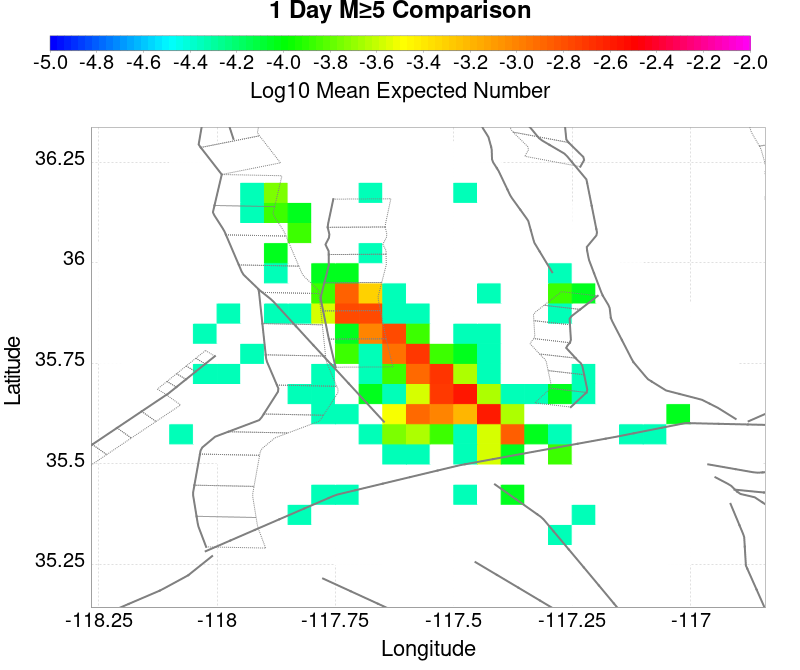 1 Day M≥5 Comparison
-5.0 -4.8 -4.6 -4.4 -4.2 -4.0 -3.8 -3.6 -3.4 -3.2 -3.0 -2.8 -2.6 -2.4 -2.2 -2.0
Log10 Mean Expected Number
36.25
36
35.75
35.5
35.25
Latitude
-118.25 -118 -117.75 -117.5 -117.25 -117
Longitude